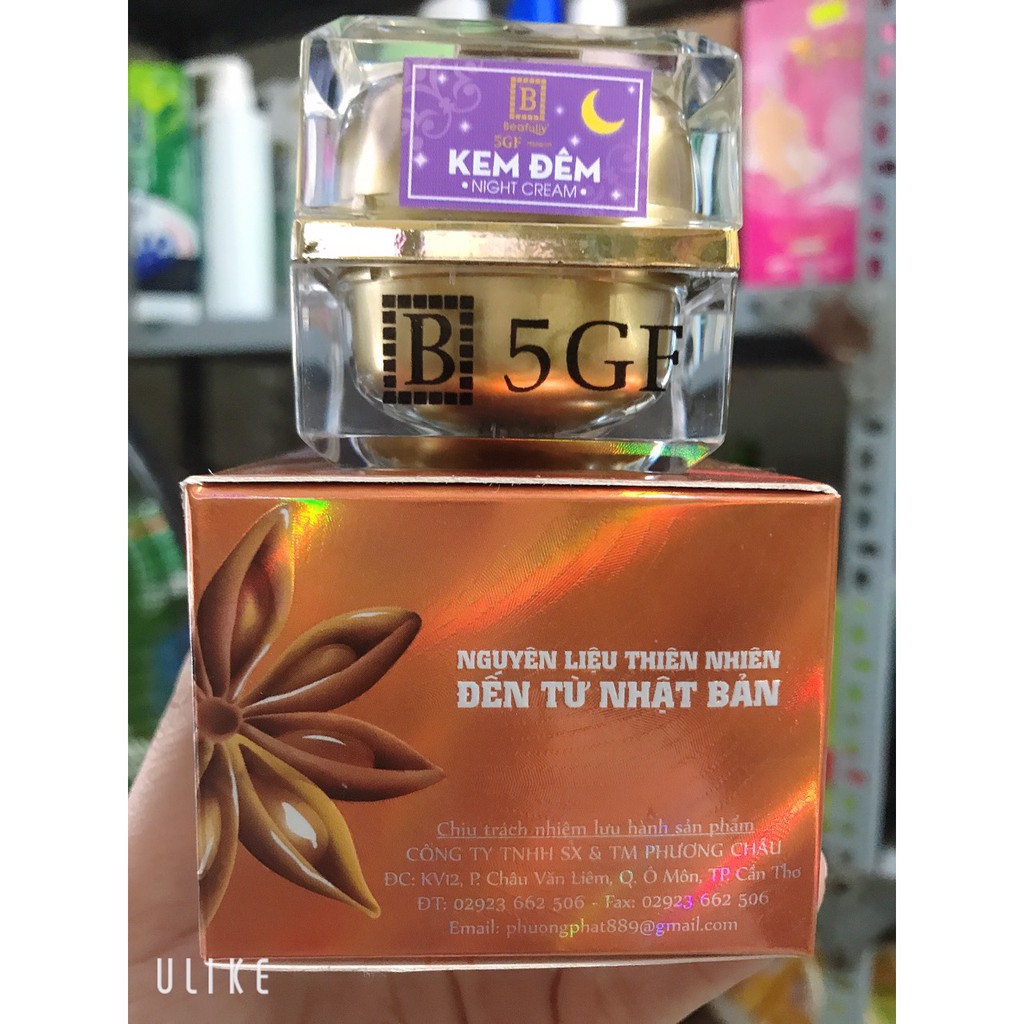 B
Beafully
5GF
KEM ĐÊM
• NIGHT CREAM •
B 5GF
NGUYÊN LIỆU THIÊN NHIÊN
ĐẾN TỪ NHẬT BẢN
Chịu trách nhiệm lưu hành sản phẩm
CÔNG TY TNHH SX & TM PHƯƠNG CHÂU
ĐC: KV12, P. Châu Văn Liêm, Q. Ô Môn, TP. Cần Thơ
ĐT: 02923 662 506 - Fax: 02923 662 506
Email: phuongphat889@gmail.com
ULIKE